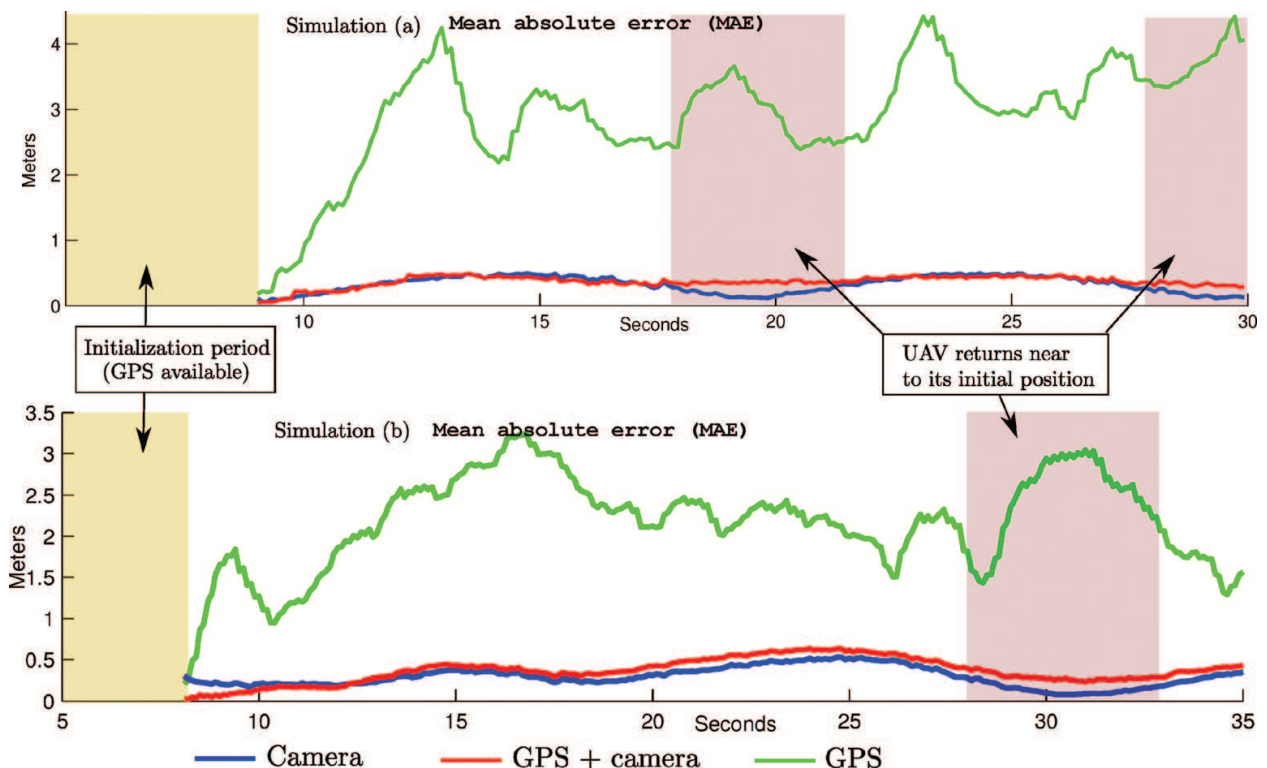 Simulation (a) Mean absolute error (MAE)
4
3
2
1
0
Meters
10 15 20 25 30
Seconds
Initialization period
(GPS available)
UAV returns near
to its initial position
Simulation (b) Mean absolute error (MAE)
3.5
3
2.5
2
1.5
1
0.5
0
Meters
5 10 15 20 25 30 35
Seconds
Camera GPS + camera GPS